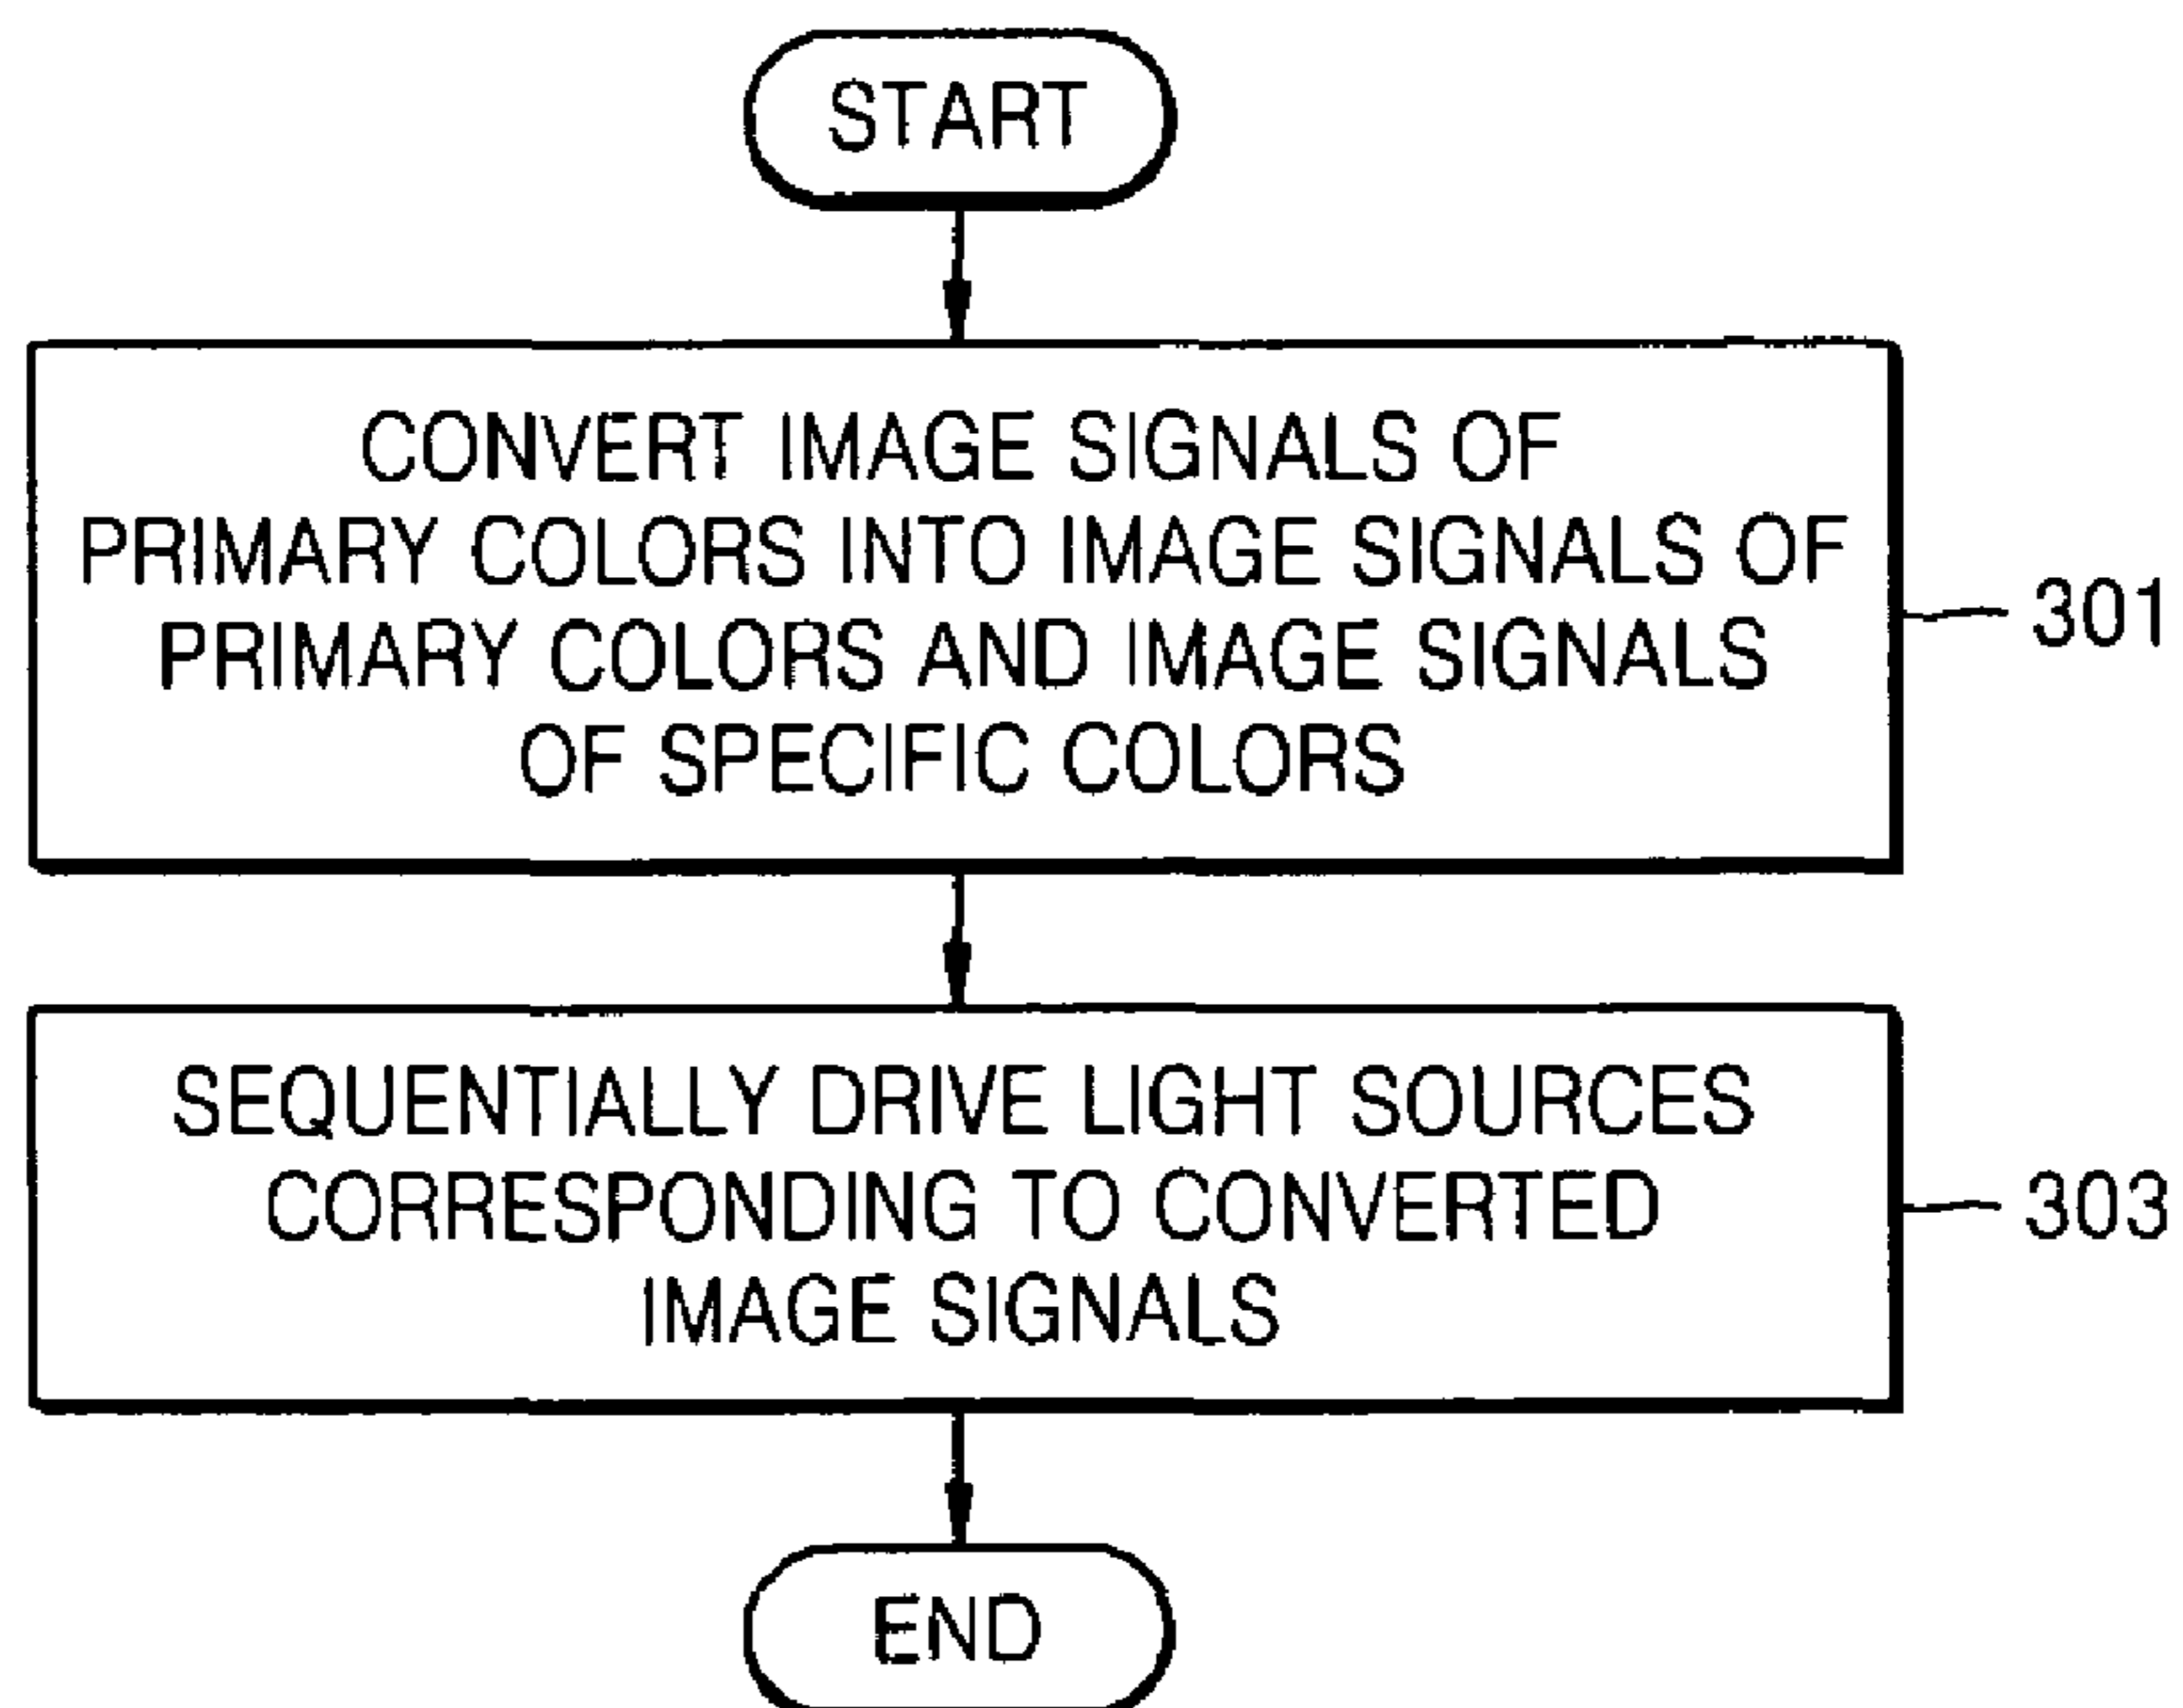 START
CONVERT IMAGE SIGNALS OF
PRIMARY COLORS INTO IMAGE SIGNALS OF
PRIMARY COLORS AND IMAGE SIGNALS
OF SPECIFIC COLORS
301
SEQUENTIALLY DRIVE LIGHT SOURCES
CORRESPONDING TO CONVERTED
IMAGE SIGNALS
303
END